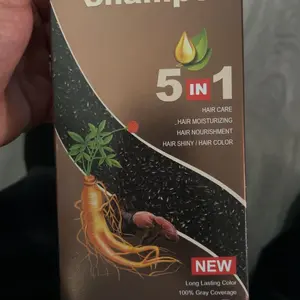 5 IN 1
HAIR CARE
HAIR MOISTURIZING
HAIR NOURISHMENT
HAIR SHINY / HAIR COLOR
NEW
Long Lasting Color
100% Gray Coverage